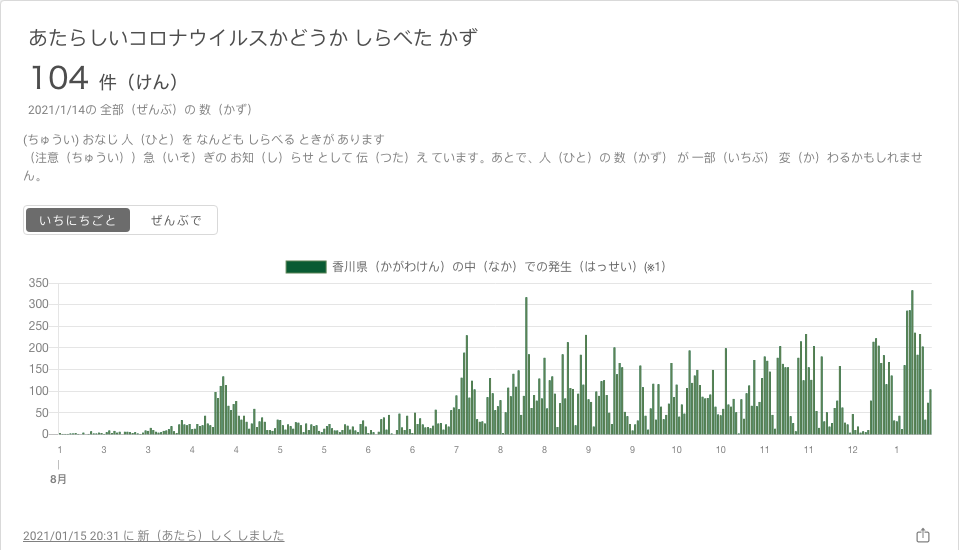 あたらしいコロナウイルスかどうか しらべた かず
104 件（けん）
2021/1/14の 全部（ぜんぶ）の 数（かず）
(ちゅうい) おなじ 人（ひと）を なんども しらべる ときが あります
（注意（ちゅうい））急（いそ）ぎの お知（し）らせ として 伝（つた）え ています。あとで、人（ひと）の 数（かず） が 一部（いちぶ） 変（か）わるかもしれませ
ん。
いちにちごと ぜんぶで
香川県（かがわけん）の中（なか）での発生（はっせい）(※1)
350
300
250
200
150
100
50
0
1 3 3 4 4 5 5 6 6 7 8 8 9 9 10 10 11 11 12 1
8月
2021/01/15 20:31 に 新（あたら）しく しました